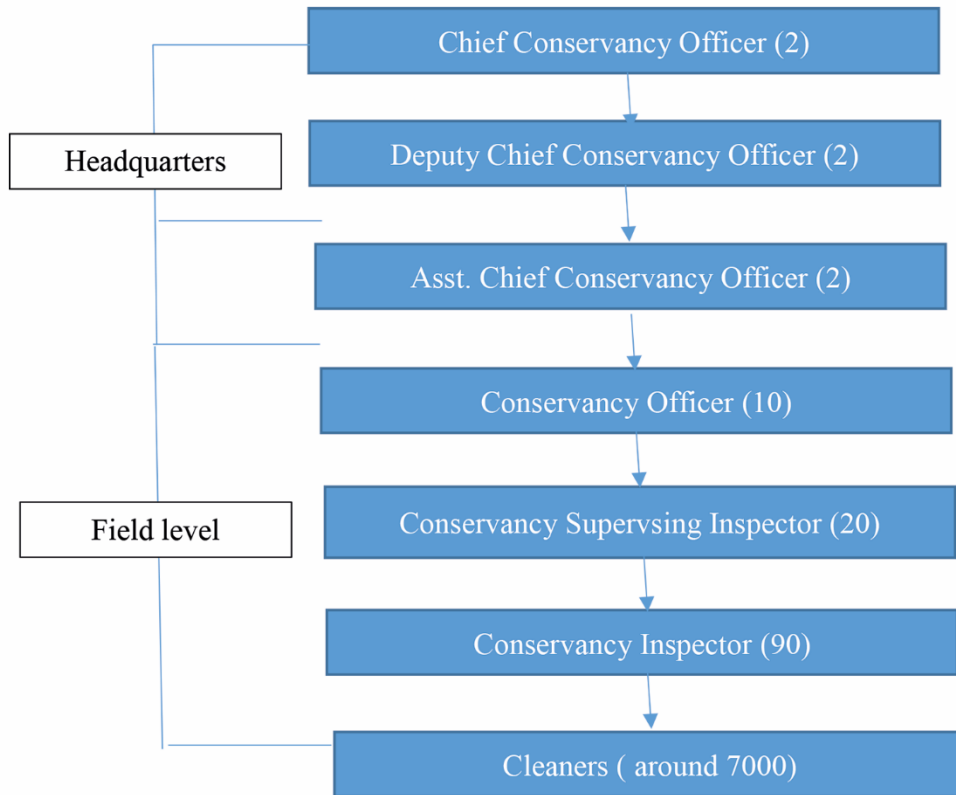 Chief Conservancy Officer (2)
Headquarters
Deputy Chief Conservancy Officer (2)
Asst. Chief Conservancy Officer (2)
Conservancy Officer (10)
Field level
Conservancy Supervsing Inspector (20)
Conservancy Inspector (90)
Cleaners ( around 7000)